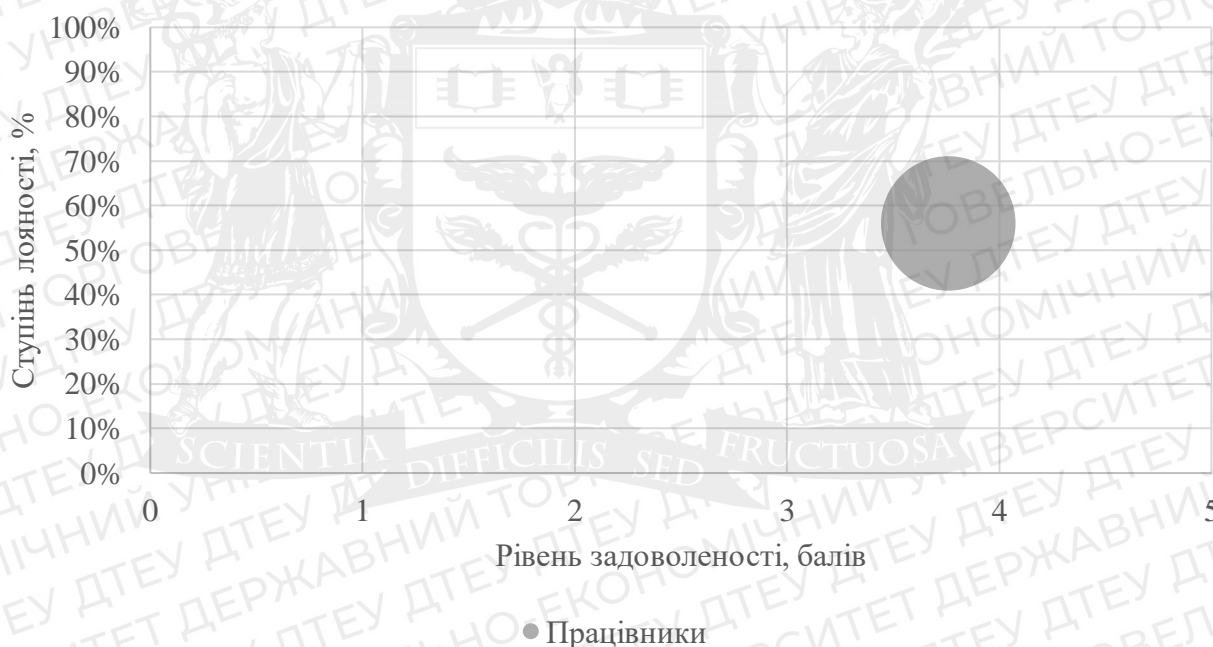 100%
90%
80%
70%
60%
50%
40%
30%
20%
10%
0%
Ступінь лояності, %
0 1 2 3 4 5
Рівень задоволеності, балів
Працівники
SCIENTIA DIFFICILIS SED FRUCTUOSA